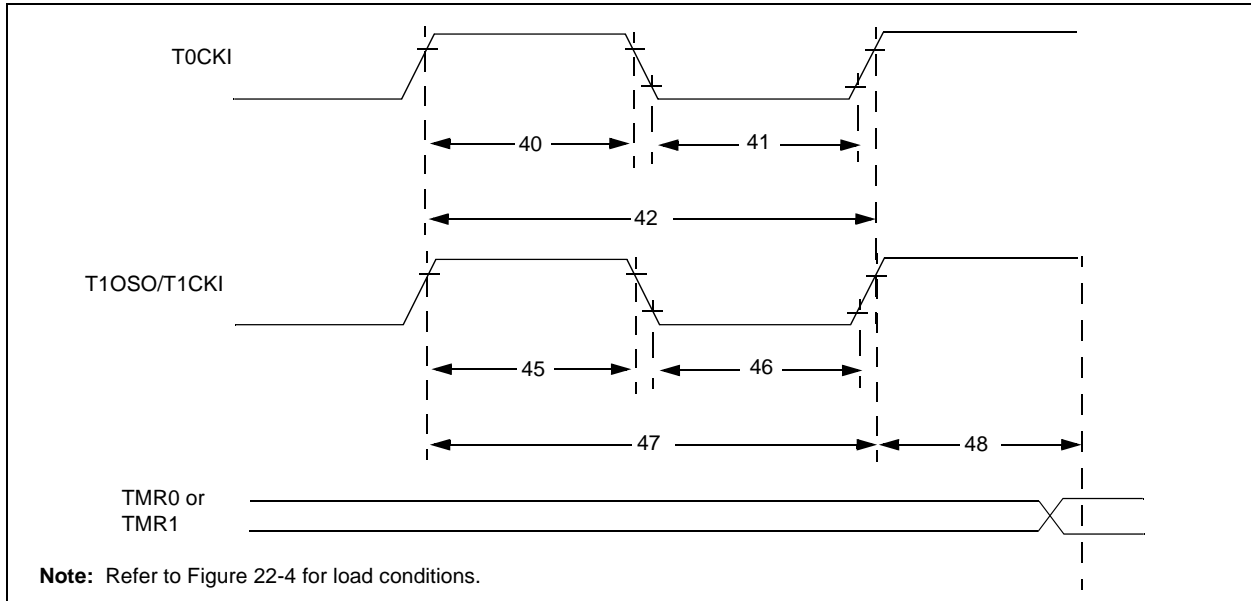 T0CKI
40
41
42
T1OSO/T1CKI
45
46
47
48
TMR0 or
TMR1
Note: Refer to Figure 22-4 for load conditions.